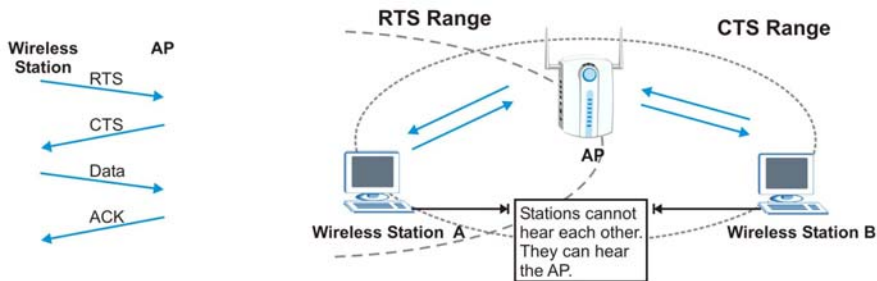 Wireless
Station
AP
RTS
CTS
Data
ACK
RTS Range
CTS Range
AP
Wireless Station A
Stations cannot
hear each other.
They can hear
the AP.
Wireless Station B